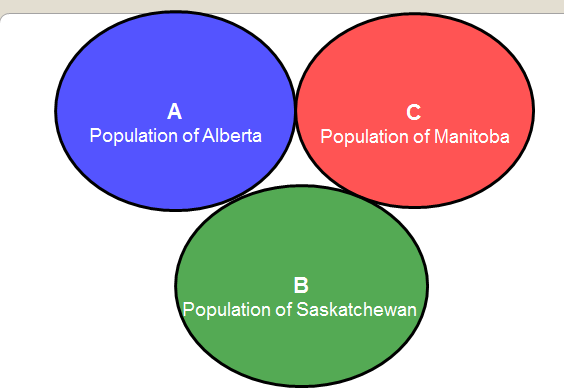 A
Population of Alberta
C
Population of Manitoba
B
Population of Saskatchewan